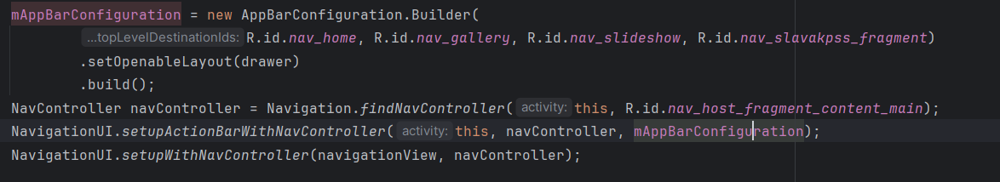 mAppBarConfiguration = new AppBarConfiguration.Builder(
...topLevelDestinationIds: R.id.nav_home, R.id.nav_gallery, R.id.nav_slideshow, R.id.nav_slavakpss_fragment)
.setOpenableLayout(drawer)
.build();
NavController navController = Navigation.findNavController( activity: this, R.id.nav_host_fragment_content_main);
NavigationUI.setupActionBarWithNavController( activity: this, navController, mAppBarConfiguration);
NavigationUI.setupWithNavController(navigationView, navController);